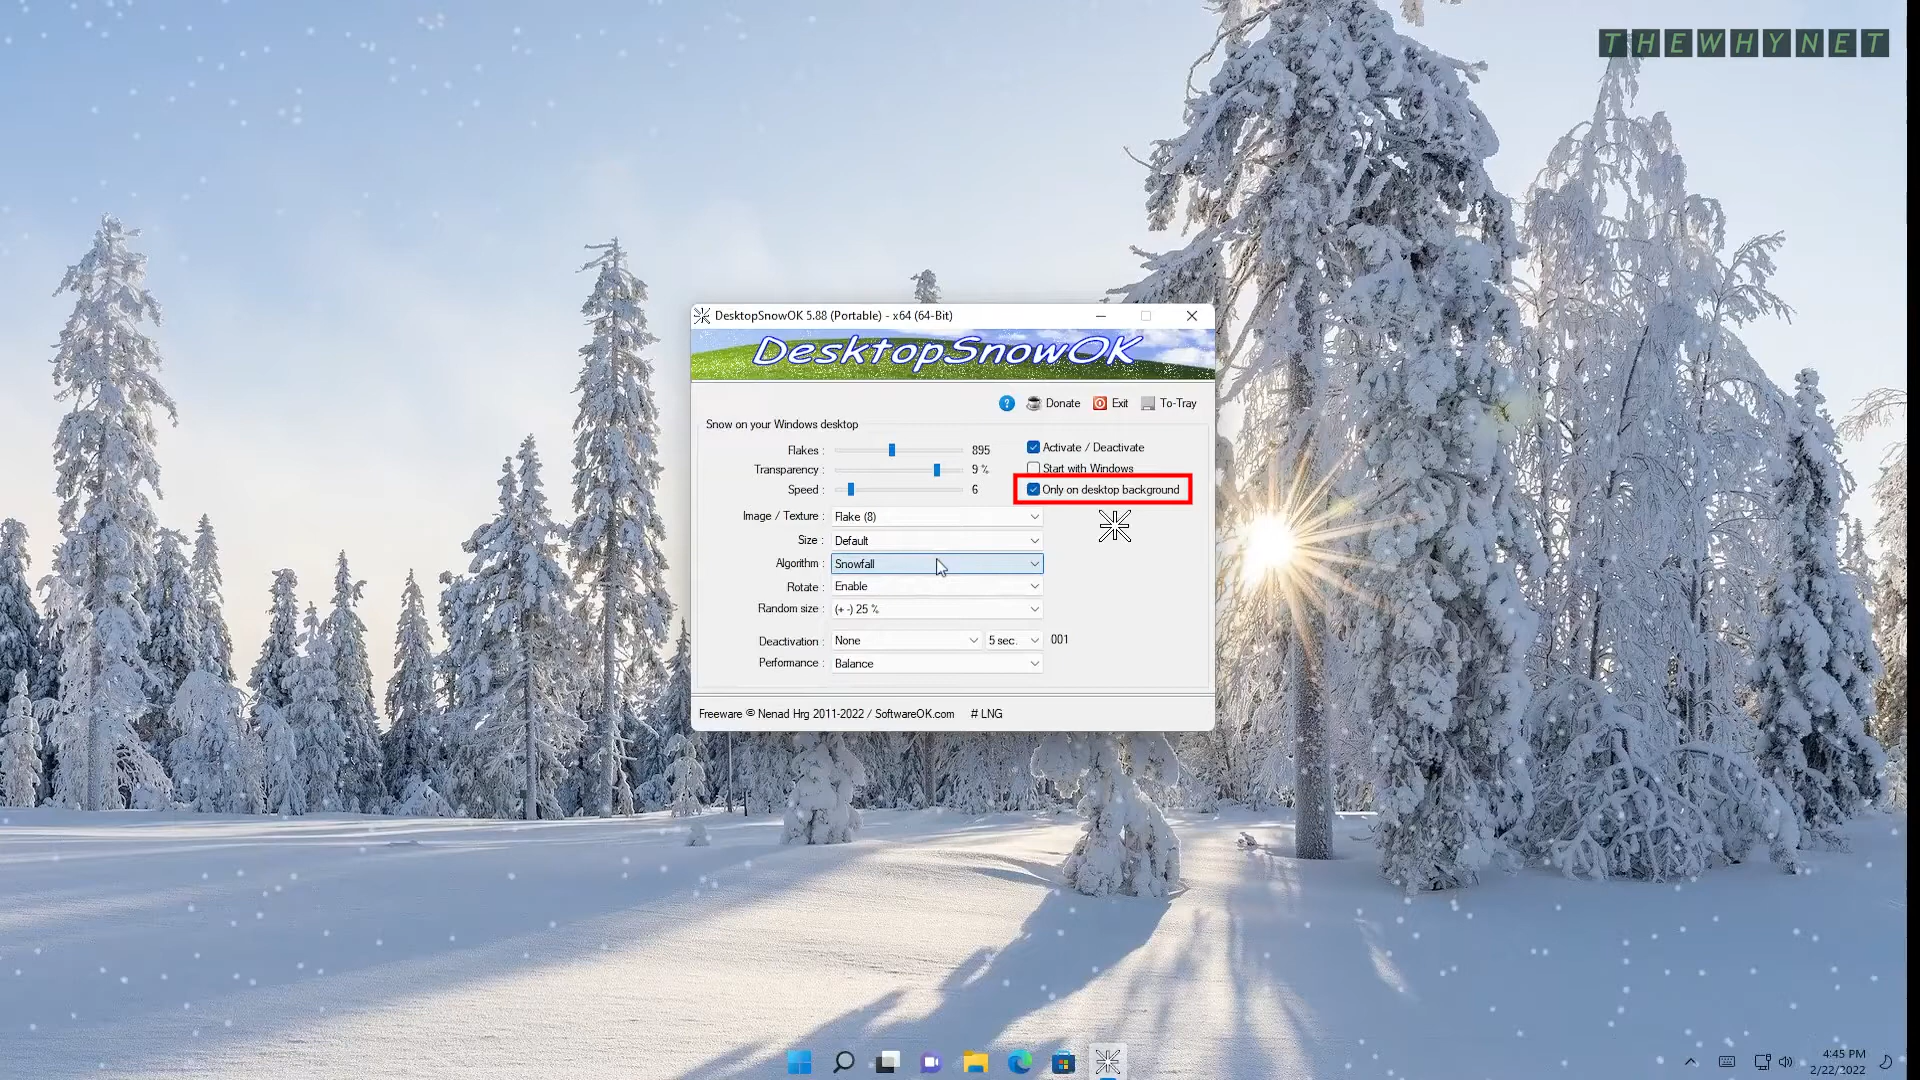 THEWHYNET
DesktopSnowOK 5.88 (Portable) - x64 (64-Bit)
DesktopSnowOK
? Donate Exit To-Tray
Snow on your Windows desktop
Flakes : 895
Activate / Deactivate
Transparency : 9 %
Start with Windows
Speed : 6
Only on desktop background
Image / Texture : Flake (8)
Size : Default
Algorithm : Snowfall
Rotate : Enable
Random size : (+ -) 25 %
Deactivation : None 5 sec. 001
Performance : Balance
Freeware © Nenad Hrg 2011-2022 / SoftwareOK.com # LNG
4:45 PM
2/22/2022